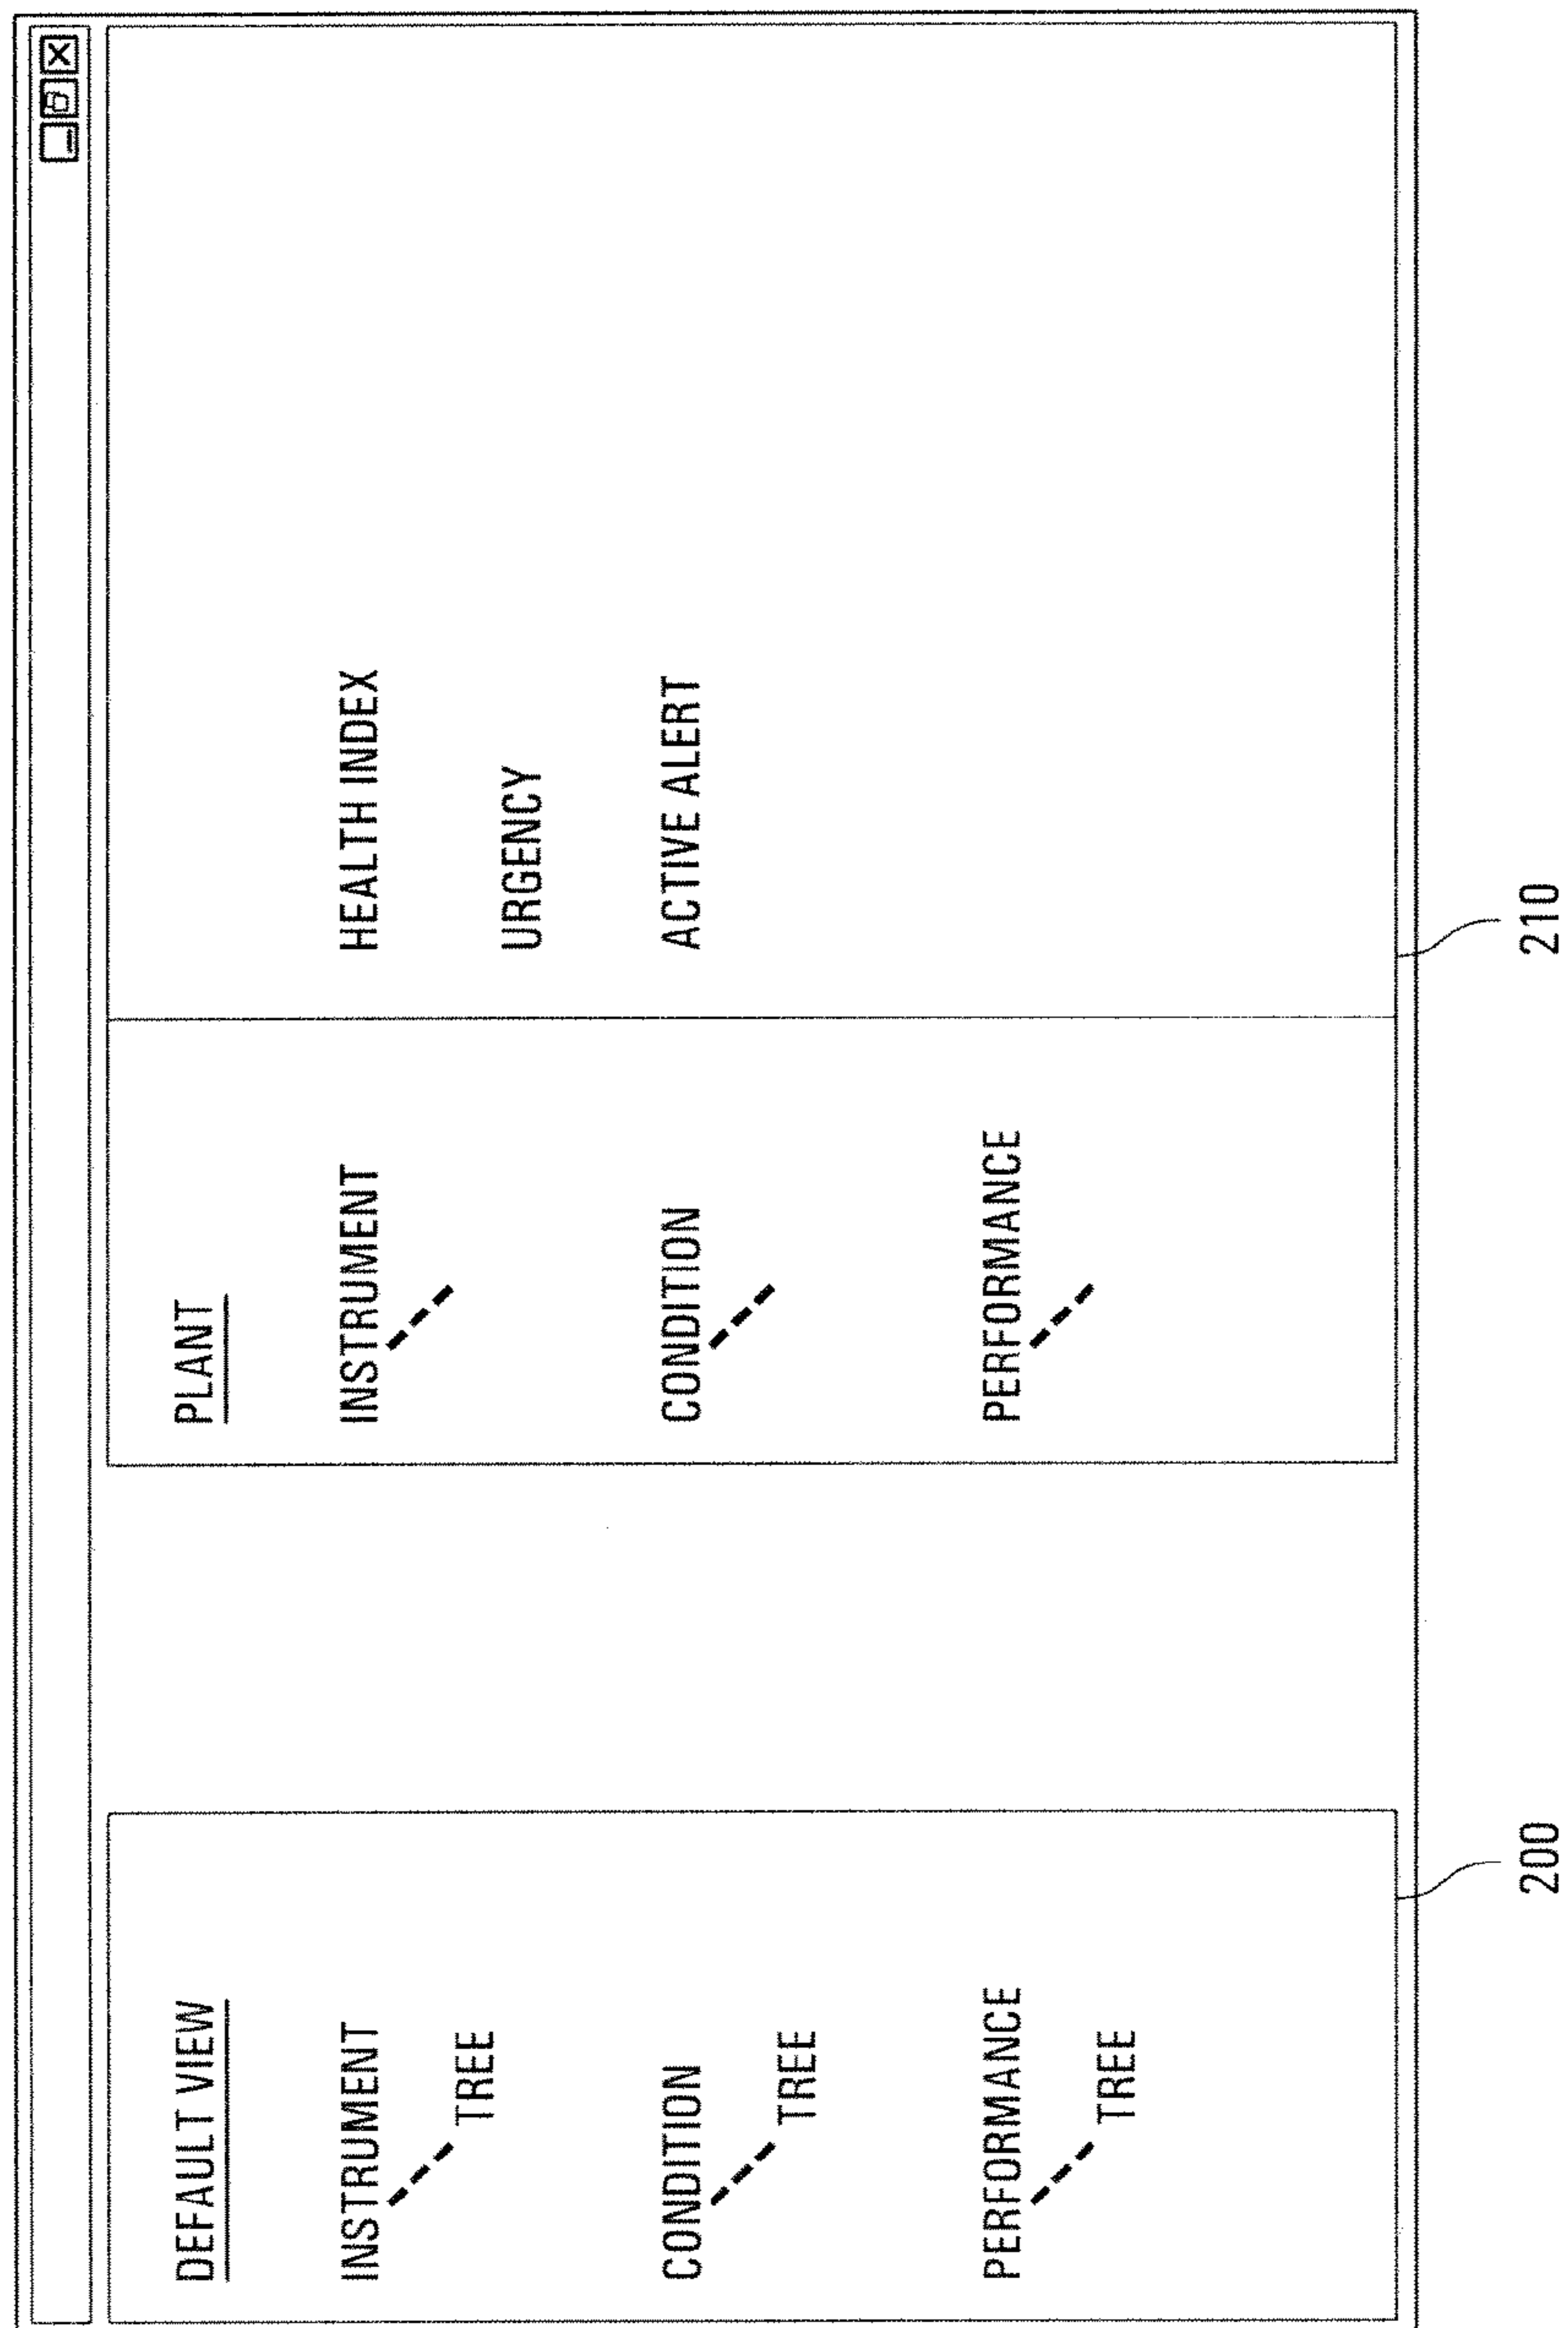 DEFAULT VIEW
INSTRUMENT
TREE
CONDITION
TREE
PERFORMANCE
TREE
200
PLANT
INSTRUMENT
CONDITION
PERFORMANCE
HEALTH INDEX
URGENCY
ACTIVE ALERT
210